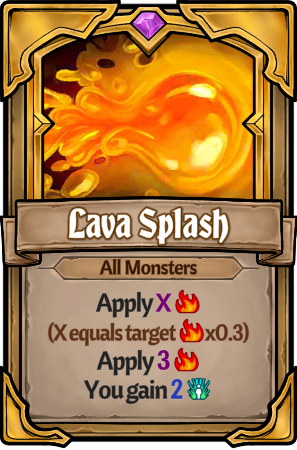 Lava Splash
All Monsters
Apply X
(X equals target x0.3)
Apply 3
You gain 2